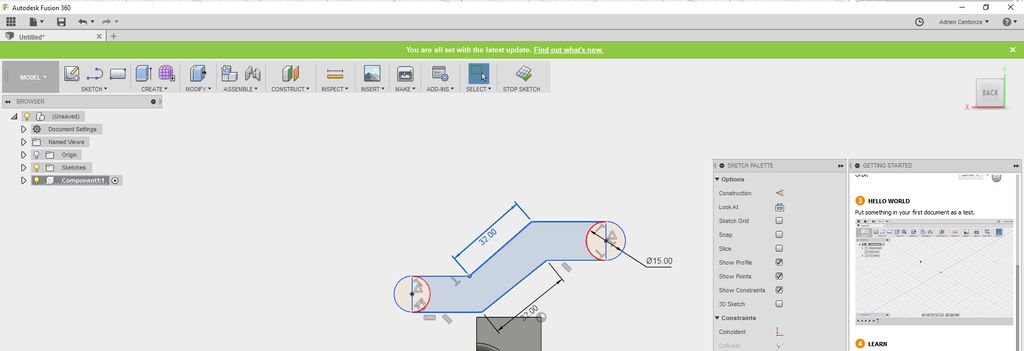 Autodesk Fusion 360
Adrien Centonze
Untitled*
You are all set with the latest update. Find out what's new.
MODEL
SKETCH CREATE MODIFY ASSEMBLE CONSTRUCT INSPECT INSERT MAKE ADD-INS SELECT STOP SKETCH
BROWSER
BACK
X
Y
(Unsaved)
Document Settings
Named Views
Origin
Sketches
Component1:1
SKETCH PALETTE
Options
Construction
Look At
Sketch Grid
Snap
Slice
Show Profile
Show Points
Show Constraints
3D Sketch
Constraints
Coincident
Collinear
GETTING STARTED
Orbit
3 HELLO WORLD
Put something in your first document as a test.
4 LEARN
32.00
Ø15.00
32.00